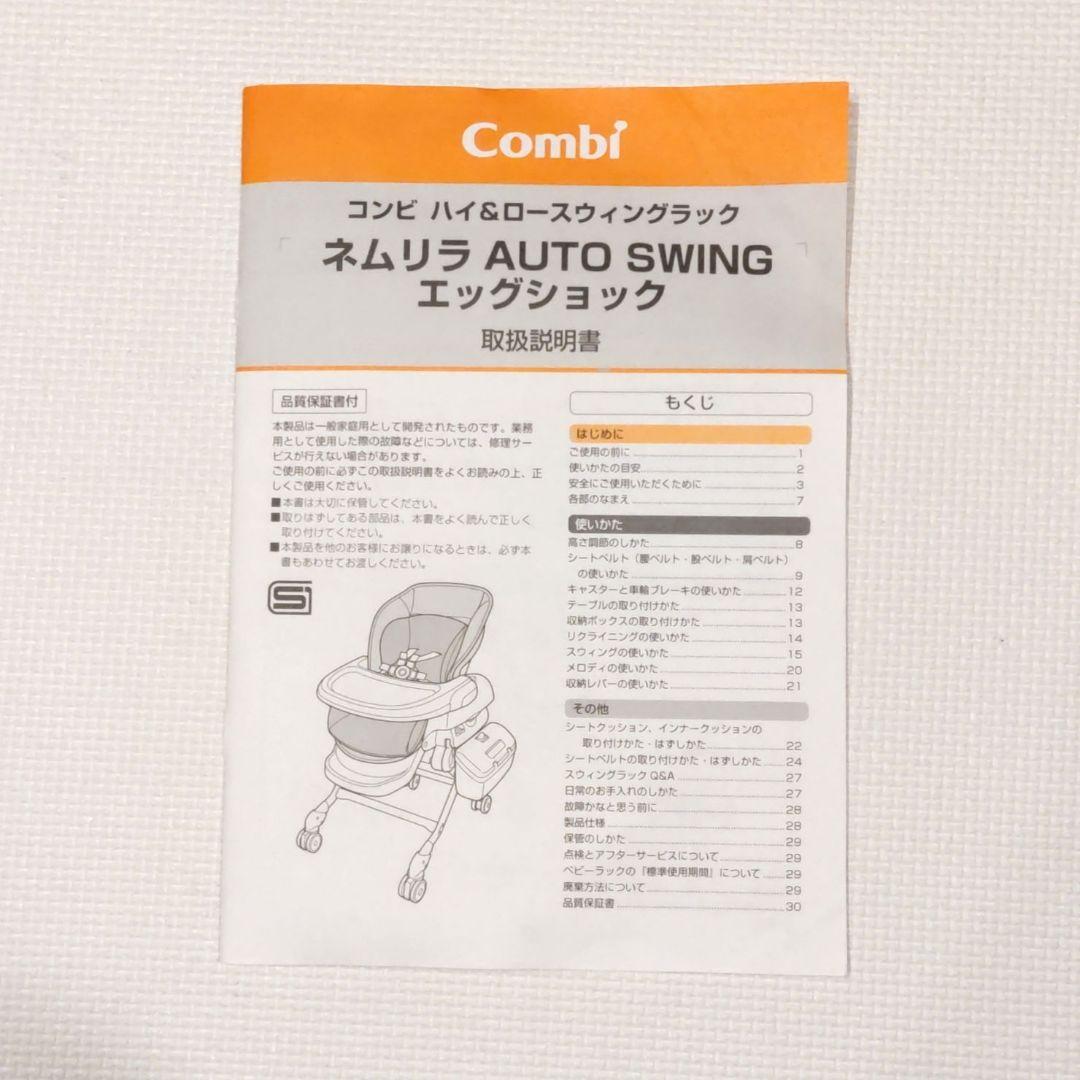 Combi
コンビ ハイ&ロースウィングラック
ネムリラ AUTO SWING
エッグショック
取扱説明書
品質保証書付
本製品は一般家庭用として開発されたものです。業務
用として使用した際の故障などについては、修理サー
ビスが行えない場合があります。
ご使用の前に必ずこの取扱説明書をよくお読みの上、正
しくご使用ください。
■本書は大切に保管してください。
■取りはずしてある部品は、本書をよく読んで正しく
取り付けてください。
■本製品を他のお客様にお譲りになるときは、必ず本
書もあわせてお渡しください。
もくじ
はじめに
ご使用の前に 1
使いかたの目安 2
安全にご使用いただくために 3
各部のなまえ 7
使いかた
高さ調節のしかた 8
シートベルト(腰ベルト・股ベルト・肩ベルト)
の使いかた 9
キャスターと車輪ブレーキの使いかた 12
テーブルの取り付けかた 13
収納ボックスの取り付けかた 13
リクライニングの使いかた 14
スウィングの使いかた 15
メロディの使いかた 20
収納レバーの使いかた 21
その他
シートクッション、インナークッションの
取り付けかた・はずしかた 22
シートベルトの取り付けかた・はずしかた 24
スウィングラック Q&A 27
日常のお手入れのしかた 27
故障かなと思う前に 28
製品仕様 28
保管のしかた 29
点検とアフターサービスについて 29
ベビーラックの「標準使用期間」について 29
廃棄方法について 29
品質保証書 30